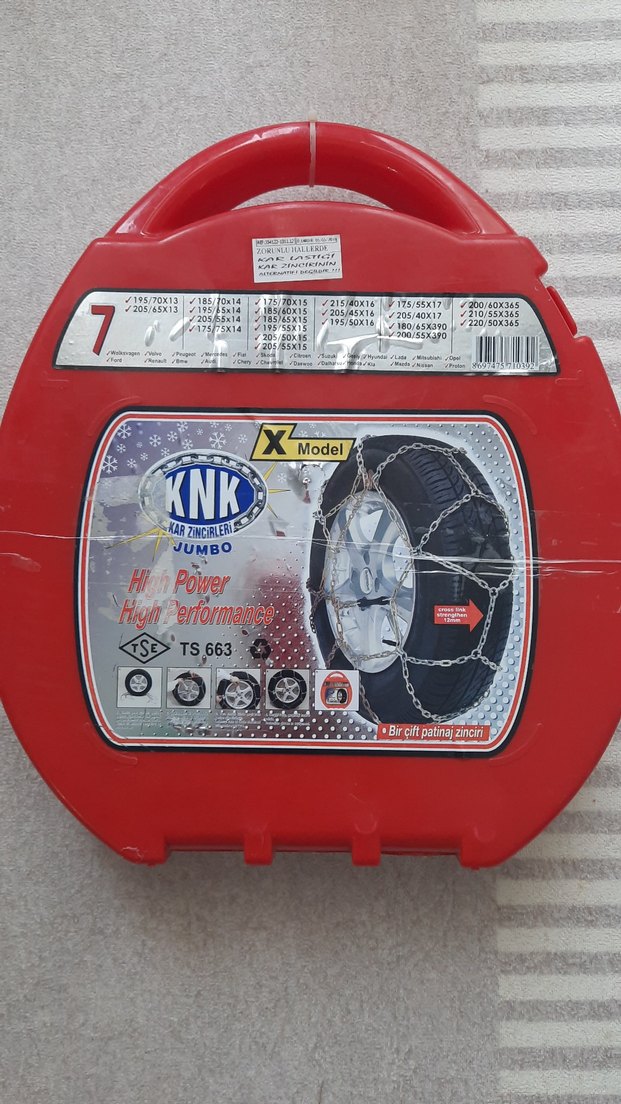 ZORUNLU HALLERDE
KAR LASTİĞİ
KAR ZİNCİRİNİN
ALTERNATİFİ DEĞİLDİR !!!
7
195/70X13
205/65X13
185/70x14
195/65x14
205/55x14
175/75x14
175/70X15
185/60X15
185/65X15
195/55X15
205/50X15
205/55X15
215/40X16
205/45X16
195/50X16
175/55X17
205/40X17
180/65X390
200/55X390
200/60X365
210/55X365
220/50X365
Volvo Peugeot Mercedes Fiat Skoda Citroen Suzuki Geely Hyundai Lada Mitsubishi Opel
Ford Renault Bmw Audi Chery Daewoo Honda Kia Mazda Nissan Proton
8697475710392
X Model
KNK
KAR ZİNCİRLERİ
JUMBO
High Power
High Performance
cross link
strengthen
12mm
TSE TS 663
• Bir çift patinaj zinciri